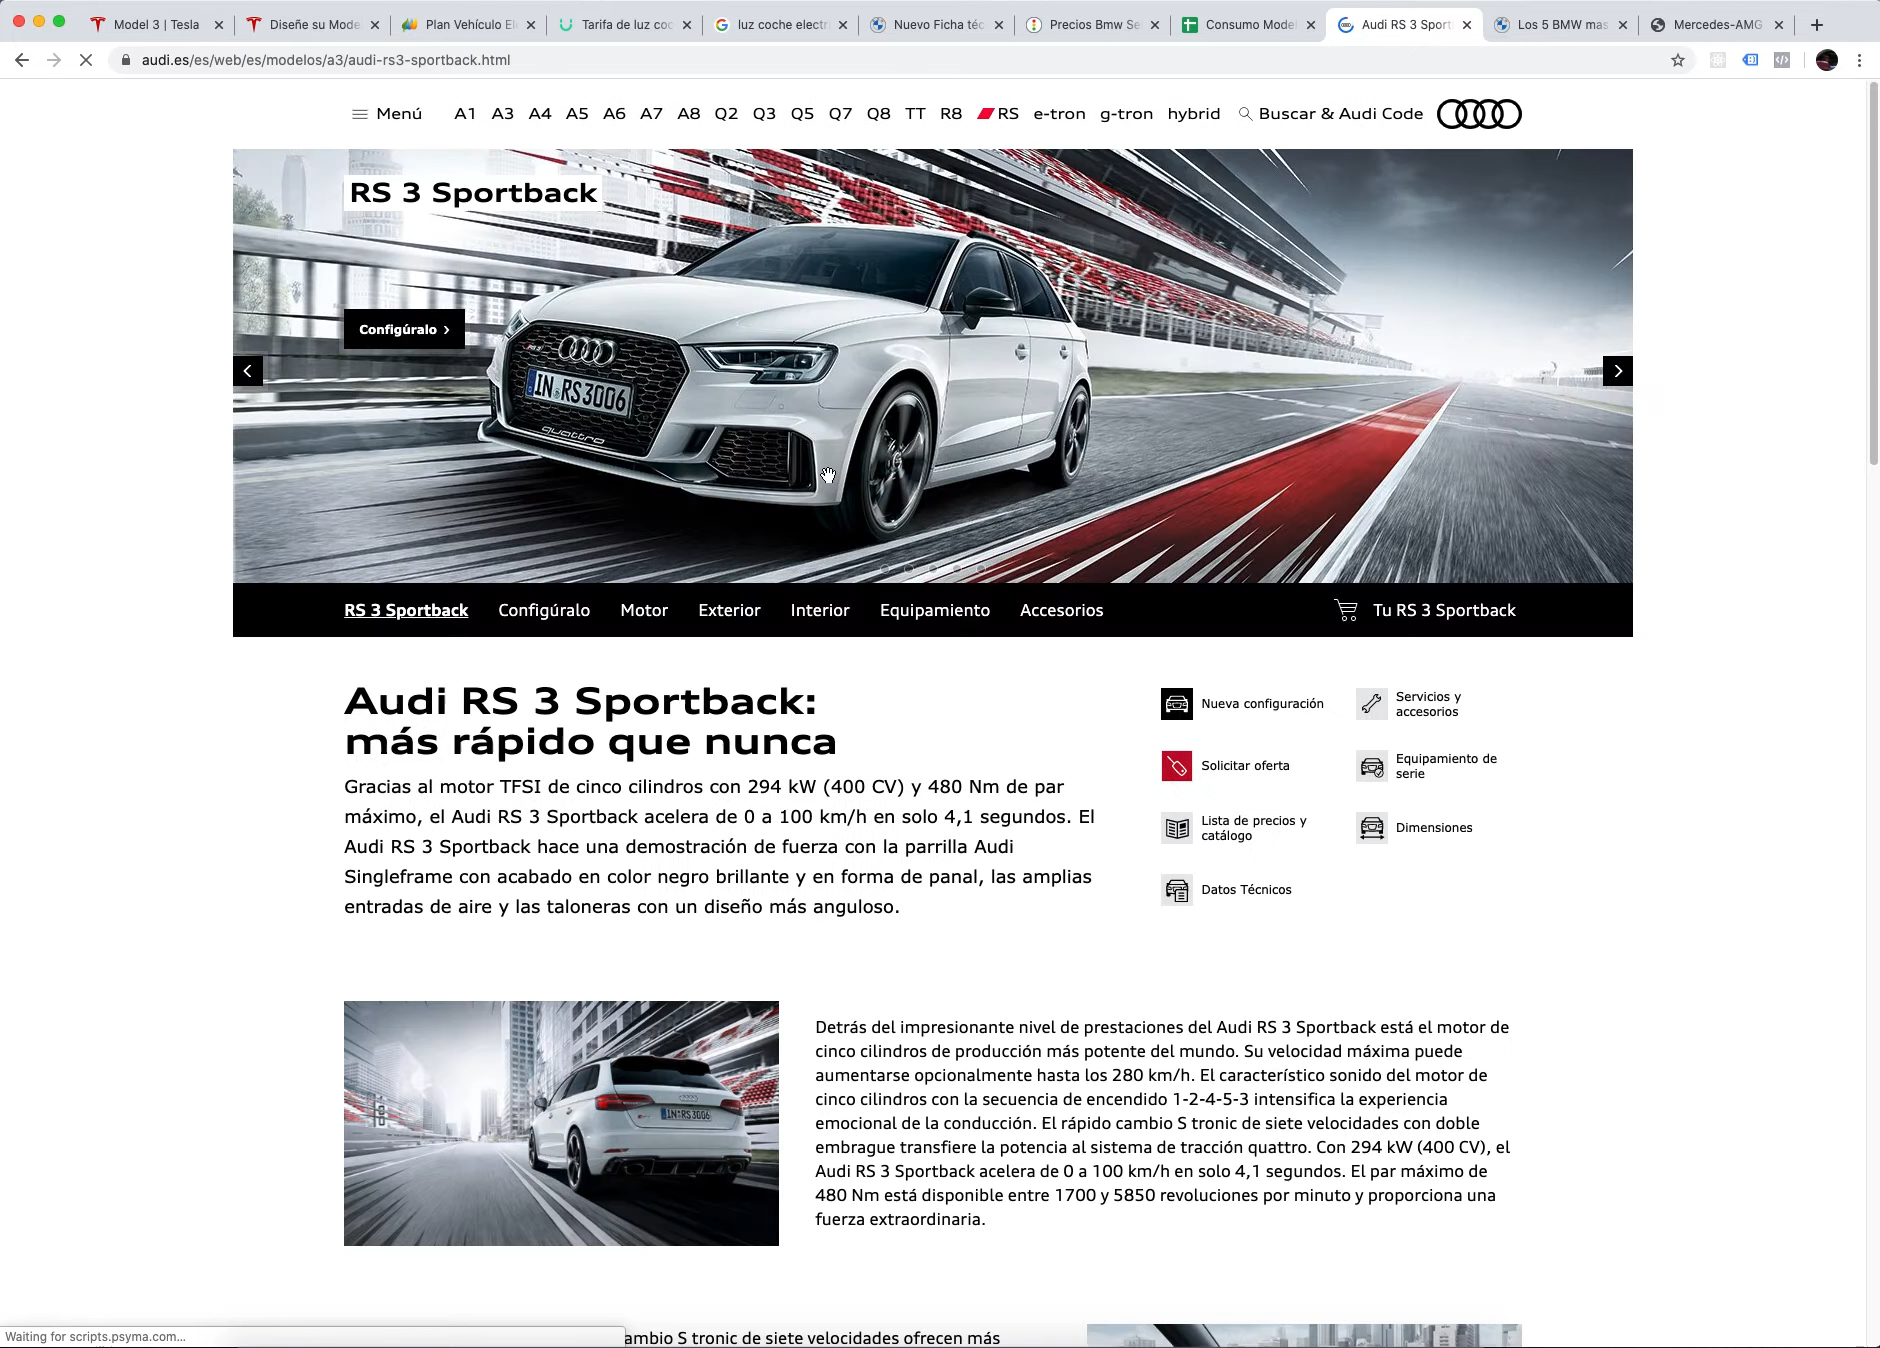 Model 3 | Tesla
Diseñe su Mode
Plan Vehículo El
Tarifa de luz coc
luz coche electri
Nuevo Ficha téc
Precios Bmw Se
Consumo Model
Audi RS 3 Sport
Los 5 BMW mas
Mercedes-AMG
audi.es/es/web/es/modelos/a3/audi-rs3-sportback.html
Menú A1 A3 A4 A5 A6 A7 A8 Q2 Q3 Q5 Q7 Q8 TT R8 RS e-tron g-tron hybrid Buscar & Audi Code
RS 3 Sportback
Configúralo
IN RS3006
quattro
RS 3 Sportback Configúralo Motor Exterior Interior Equipamiento Accesorios Tu RS 3 Sportback
Audi RS 3 Sportback:
más rápido que nunca
Gracias al motor TFSI de cinco cilindros con 294 kW (400 CV) y 480 Nm de par
máximo, el Audi RS 3 Sportback acelera de 0 a 100 km/h en solo 4,1 segundos. El
Audi RS 3 Sportback hace una demostración de fuerza con la parrilla Audi
Singleframe con acabado en color negro brillante y en forma de panal, las amplias
entradas de aire y las taloneras con un diseño más anguloso.
Nueva configuración
Servicios y
accesorios
Solicitar oferta
Equipamiento de
serie
Lista de precios y
catálogo
Dimensiones
Datos Técnicos
IN RS3006
Detrás del impresionante nivel de prestaciones del Audi RS 3 Sportback está el motor de
cinco cilindros de producción más potente del mundo. Su velocidad máxima puede
aumentarse opcionalmente hasta los 280 km/h. El característico sonido del motor de
cinco cilindros con la secuencia de encendido 1-2-4-5-3 intensifica la experiencia
emocional de la conducción. El rápido cambio S tronic de siete velocidades con doble
embrague transfiere la potencia al sistema de tracción quattro. Con 294 kW (400 CV), el
Audi RS 3 Sportback acelera de 0 a 100 km/h en solo 4,1 segundos. El par máximo de
480 Nm está disponible entre 1700 y 5850 revoluciones por minuto y proporciona una
fuerza extraordinaria.
Waiting for scripts.psyma.com...
ambio S tronic de siete velocidades ofrecen más